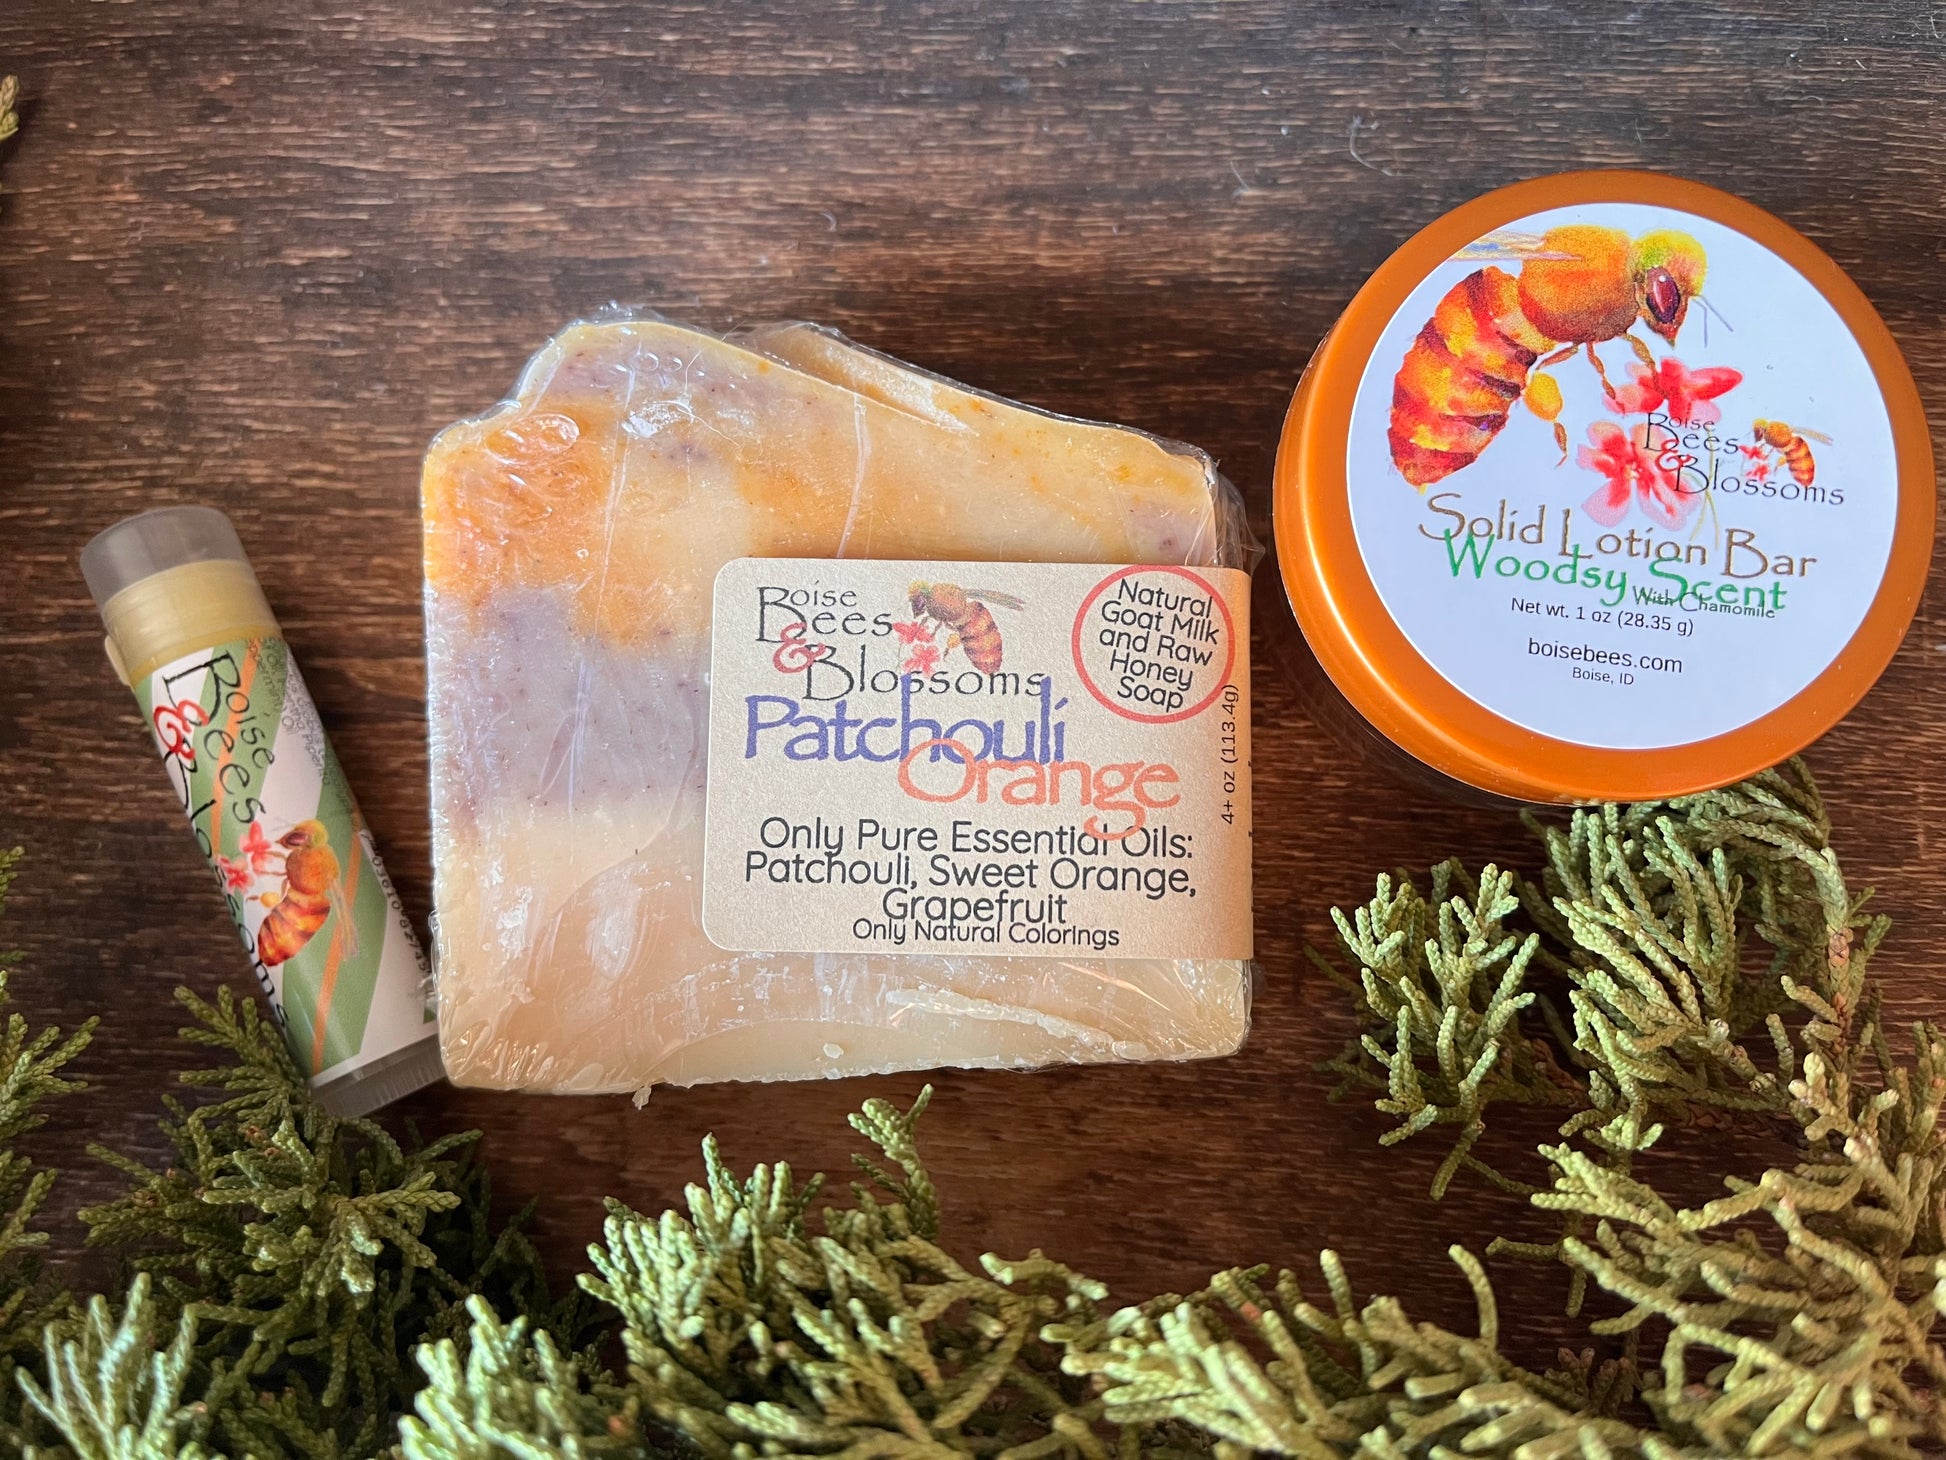 Boise
Bees
& Blossoms
Boise
Bees
& Blossoms
Natural
Goat Milk
and Raw
Honey
Soap
Patchouli
Orange
4+ oz (113.4g)
Only Pure Essential Oils:
Patchouli, Sweet Orange,
Grapefruit
Only Natural Colorings
Boise
Bees
& Blossoms
Solid Lotion Bar
Woodsy Scent
With Chamomile
Net wt. 1 oz (28.35 g)
boisebees.com
Boise, ID